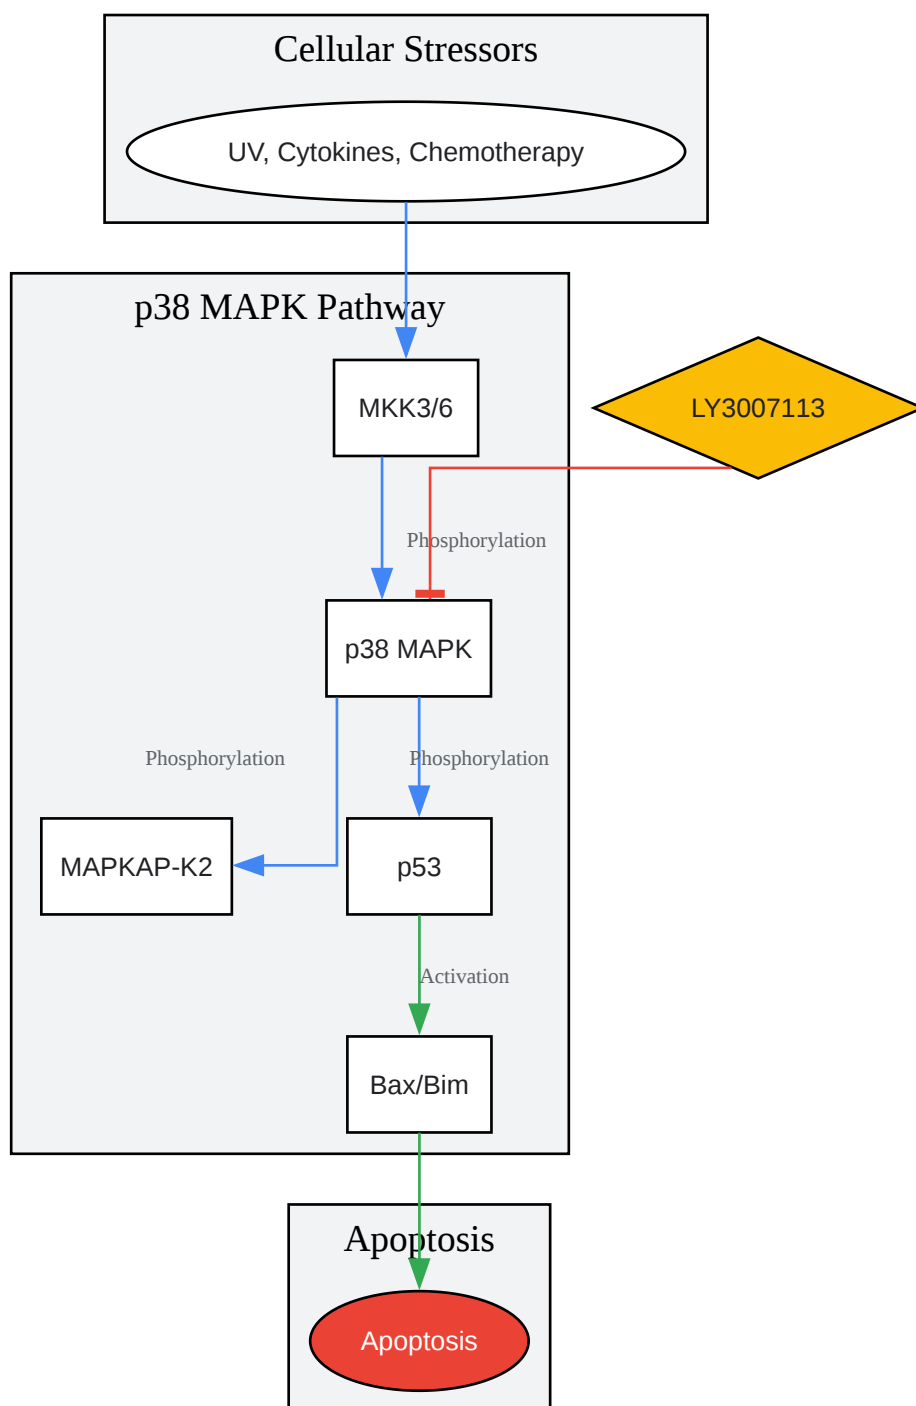 Cellular Stressors
UV, Cytokines, Chemotherapy
p38 MAPK Pathway
MKK3/6
LY3007113
Phosphorylation
p38 MAPK
Phosphorylation
Phosphorylation
MAPKAP-K2
p53
Activation
Bax/Bim
Apoptosis
Apoptosis